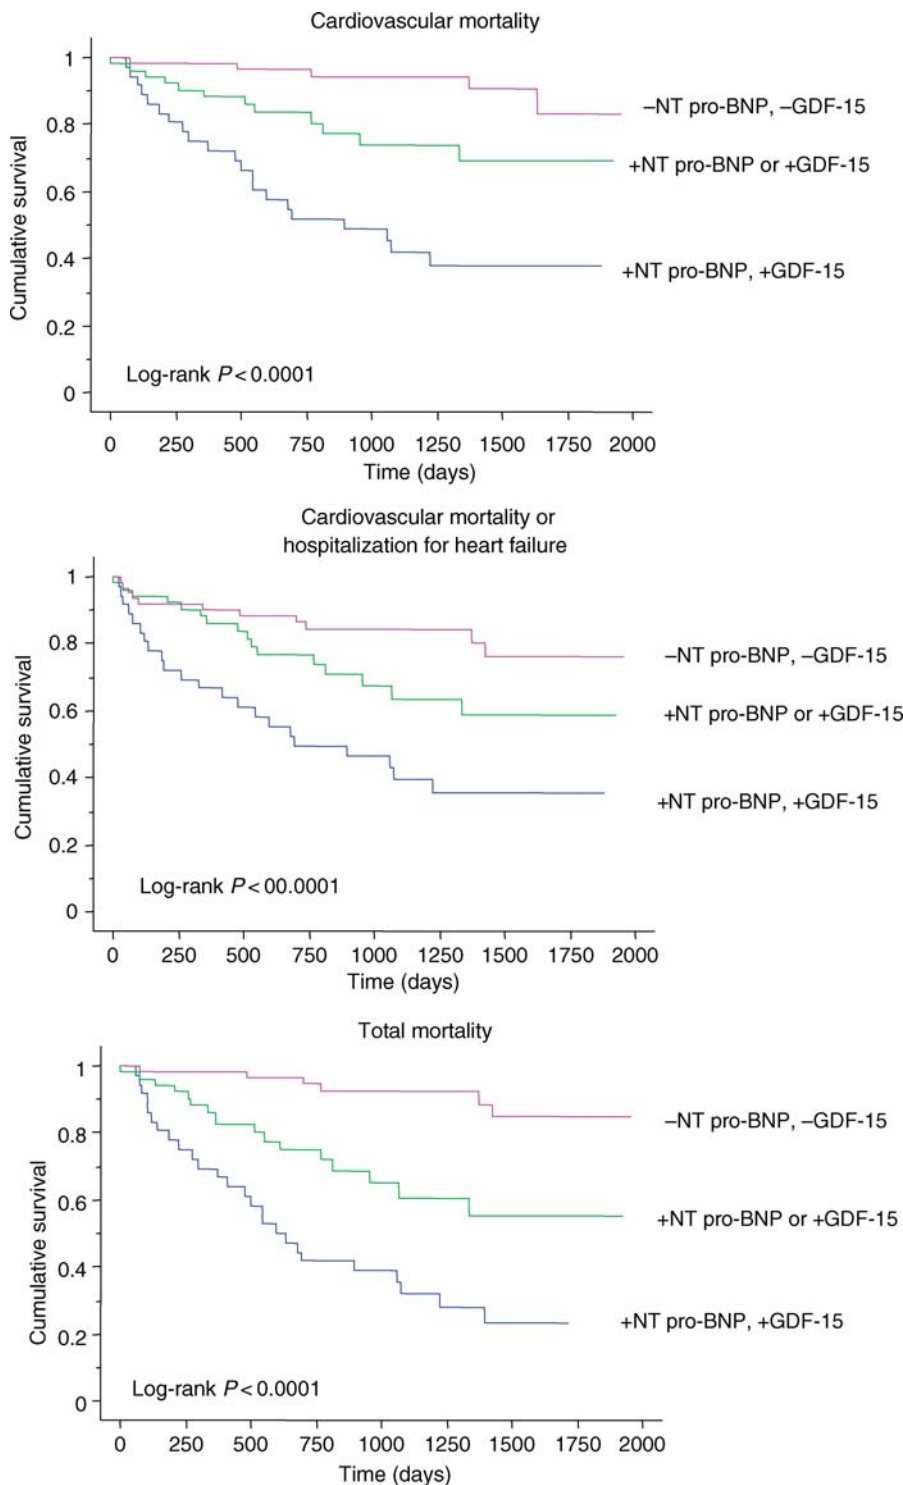 Cardiovascular mortality
1
0.8
0.6
0.4
0.2
0
Cumulative survival
–NT pro-BNP, –GDF-15
+NT pro-BNP or +GDF-15
+NT pro-BNP, +GDF-15
Log-rank P < 0.0001
0 250 500 750 1000 1250 1500 1750 2000
Time (days)
Cardiovascular mortality or
hospitalization for heart failure
1
0.8
0.6
0.4
0.2
0
Cumulative survival
–NT pro-BNP, –GDF-15
+NT pro-BNP or +GDF-15
+NT pro-BNP, +GDF-15
Log-rank P < 00.0001
0 250 500 750 1000 1250 1500 1750 2000
Time (days)
Total mortality
1
0.8
0.6
0.4
0.2
0
Cumulative survival
–NT pro-BNP, –GDF-15
+NT pro-BNP or +GDF-15
+NT pro-BNP, +GDF-15
Log-rank P < 0.0001
0 250 500 750 1000 1250 1500 1750 2000
Time (days)